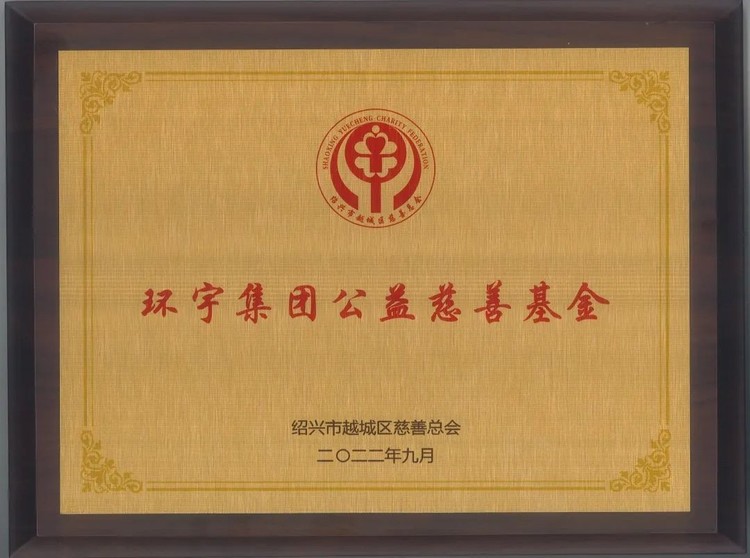 SHAOXING YUECHENG CHARITY FEDERATION
绍兴市越城区慈善总会
环宇集团公益慈善基金
绍兴市越城区慈善总会
二〇二二年九月